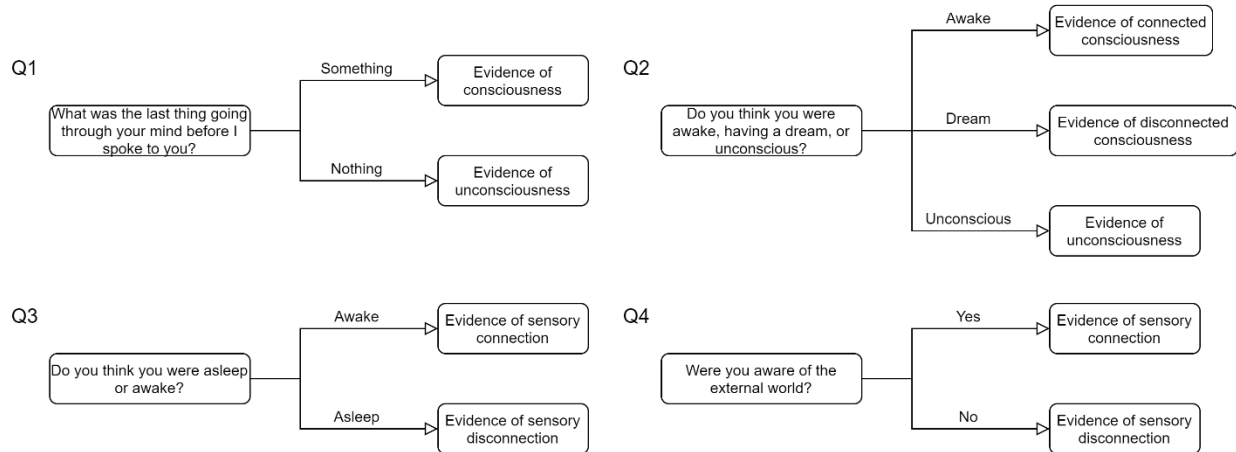 Q1
What was the last thing going
through your mind before I
spoke to you?
Something
Evidence of
consciousness
Nothing
Evidence of
unconsciousness
Q2
Do you think you were
awake, having a dream, or
unconscious?
Awake
Evidence of connected
consciousness
Dream
Evidence of disconnected
consciousness
Unconscious
Evidence of
unconsciousness
Q3
Do you think you were asleep
or awake?
Awake
Evidence of sensory
connection
Asleep
Evidence of sensory
disconnection
Q4
Were you aware of the
external world?
Yes
Evidence of sensory
connection
No
Evidence of sensory
disconnection